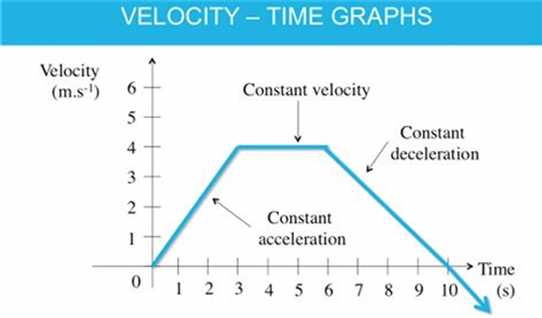 VELOCITY – TIME GRAPHS
Velocity
(m.s⁻¹)
6
5
4
3
2
1
0
Constant velocity
Constant
deceleration
Constant
acceleration
1 2 3 4 5 6 7 8 9 10
Time
(s)